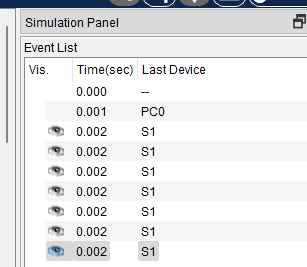 Simulation Panel
Event List
Vis. Time(sec) Last Device
0.000 --
0.001 PC0
0.002 S1
0.002 S1
0.002 S1
0.002 S1
0.002 S1
0.002 S1
0.002 S1